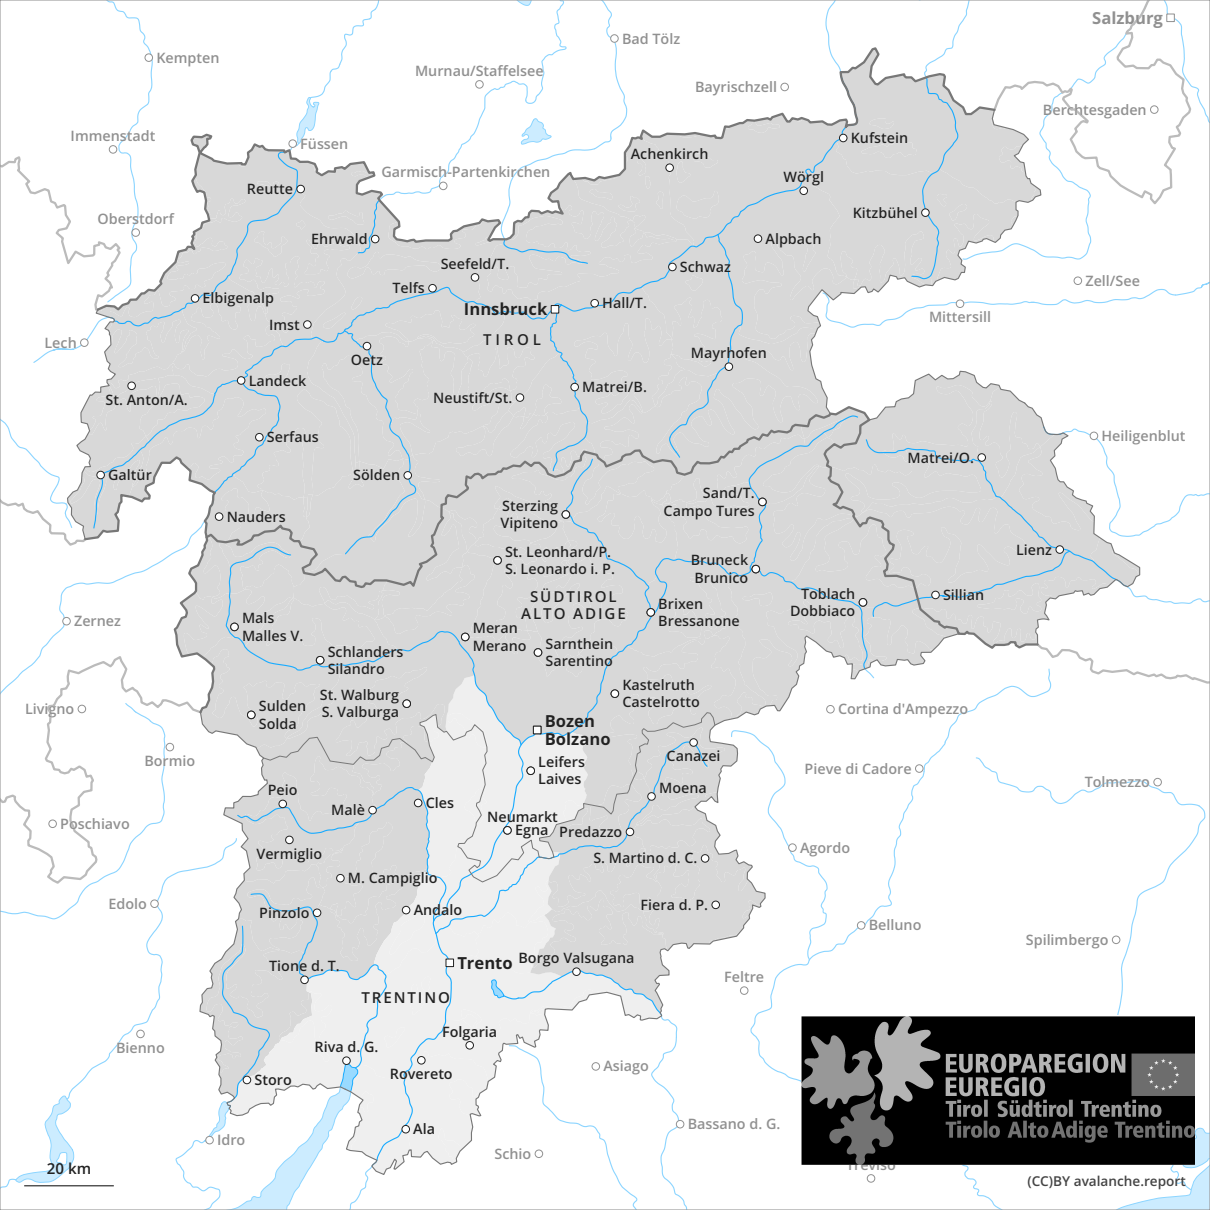 Salzburg
Bad Tölz
Kempten
Murnau/Staffelsee
Bayrischzell
Berchtesgaden
Immenstadt
Füssen
Kufstein
Achenkirch
Garmisch-Partenkirchen
Wörgl
Reutte
Oberstdorf
Kitzbühel
Ehrwald
Alpbach
Seefeld/T.
Schwaz
Zell/See
Telfs
Elbigenalp
Hall/T.
Innsbruck
Mittersill
Imst
TIROL
Lech
Oetz
Mayrhofen
Landeck
Matrei/B.
St. Anton/A.
Neustift/St.
Serfaus
Heiligenblut
Matrei/O.
Galtür
Sölden
Sand/T.
Campo Tures
Sterzing
Vipiteno
Nauders
St. Leonhard/P.
S. Leonardo i. P.
Lienz
Bruneck
Brunico
SÜDTIROL
ALTO ADIGE
Toblach
Dobbiaco
Sillian
Brixen
Bressanone
Zernez
Mals
Malles V.
Meran
Merano
Sarnthein
Sarentino
Schlanders
Silandro
Kastelruth
Castelrotto
St. Walburg
S. Valburga
Livigno
Sulden
Solda
Cortina d'Ampezzo
Bozen
Bolzano
Canazei
Bormio
Leifers
Laives
Pieve di Cadore
Tolmezzo
Peio
Moena
Malè
Cles
Neumarkt
Egna
Predazzo
Poschiavo
Vermiglio
Agordo
S. Martino d. C.
M. Campiglio
Edolo
Pinzolo
Andalo
Fiera d. P.
Belluno
Spilimbergo
Trento
Borgo Valsugana
Tione d. T.
Feltre
TRENTINO
Folgaria
Bienno
Riva d. G.
Rovereto
Asiago
Storo
EUROPAREGION
EUREGIO
Tirol Südtirol Trentino
Tirolo Alto Adige Trentino
Bassano d. G.
Ala
Idro
Schio
Treviso
20 km
(CC)BY avalanche.report